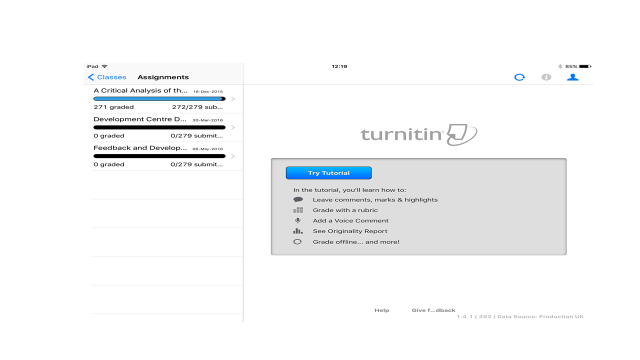 iPad 12:19 85%
Classes Assignments
A Critical Analysis of th... 16-Dec-2015
271 graded 272/279 sub...
Development Centre D... 30-Mar-2016
0 graded 0/279 submit...
Feedback and Develop... 06-May-2016
0 graded 0/279 submit...
turnitin
Try Tutorial
In the tutorial, you'll learn how to:
Leave comments, marks & highlights
Grade with a rubric
Add a Voice Comment
See Originality Report
Grade offline... and more!
Help Give f...dback
1.4.1 | 262 | Data Source: Production UK